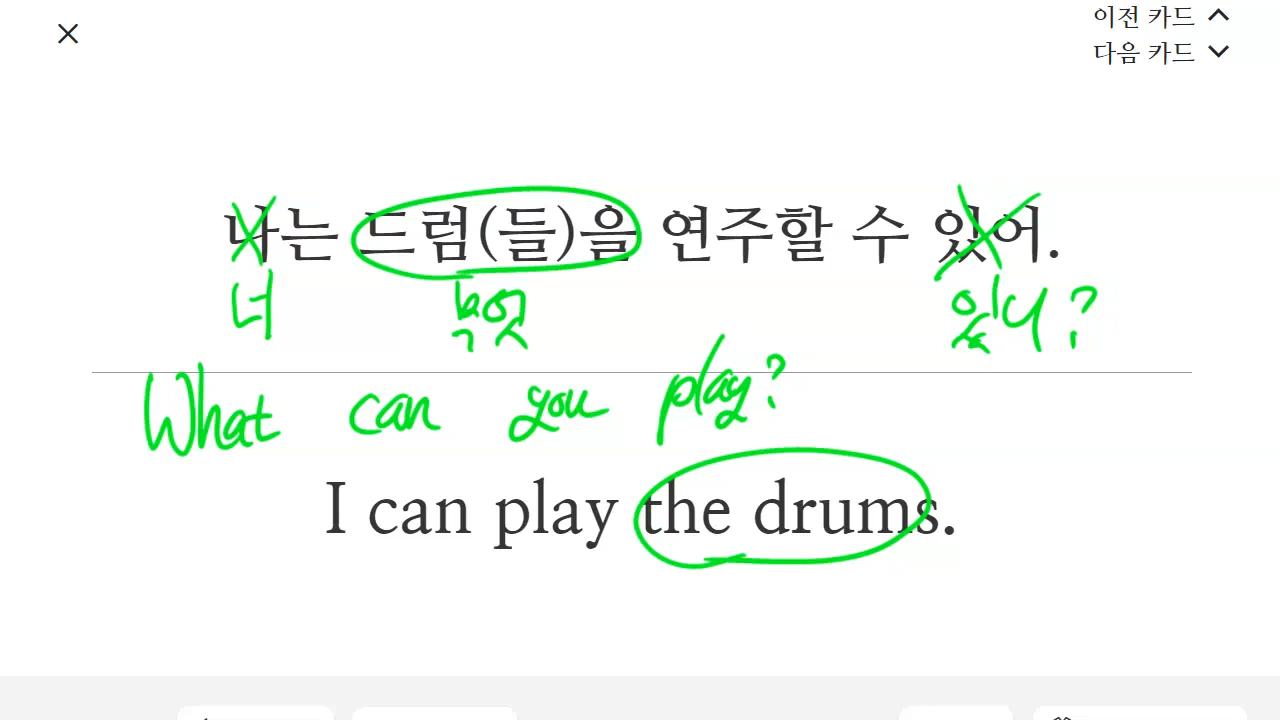 이전 카드
다음 카드
나는 드럼(들)을 연주할 수 있어.
너 무엇 있니?
What can you play?
I can play the drums.